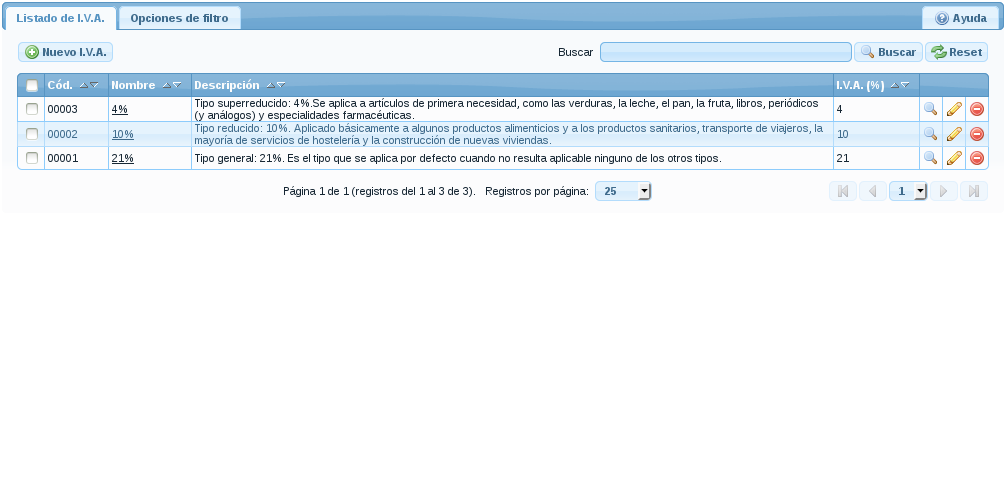 Listado de I.V.A. Opciones de filtro Ayuda
Nuevo I.V.A. Buscar Buscar Reset
Cód. Nombre Descripción I.V.A. (%)
00003 4% Tipo superreducido: 4%.Se aplica a artículos de primera necesidad, como las verduras, la leche, el pan, la fruta, libros, periódicos 4
(y análogos) y especialidades farmacéuticas.
00002 10% Tipo reducido: 10%. Aplicado básicamente a algunos productos alimenticios y a los productos sanitarios, transporte de viajeros, la 10
mayoría de servicios de hostelería y la construcción de nuevas viviendas.
00001 21% Tipo general: 21%. Es el tipo que se aplica por defecto cuando no resulta aplicable ninguno de los otros tipos. 21
Página 1 de 1 (registros del 1 al 3 de 3). Registros por página: 25 1